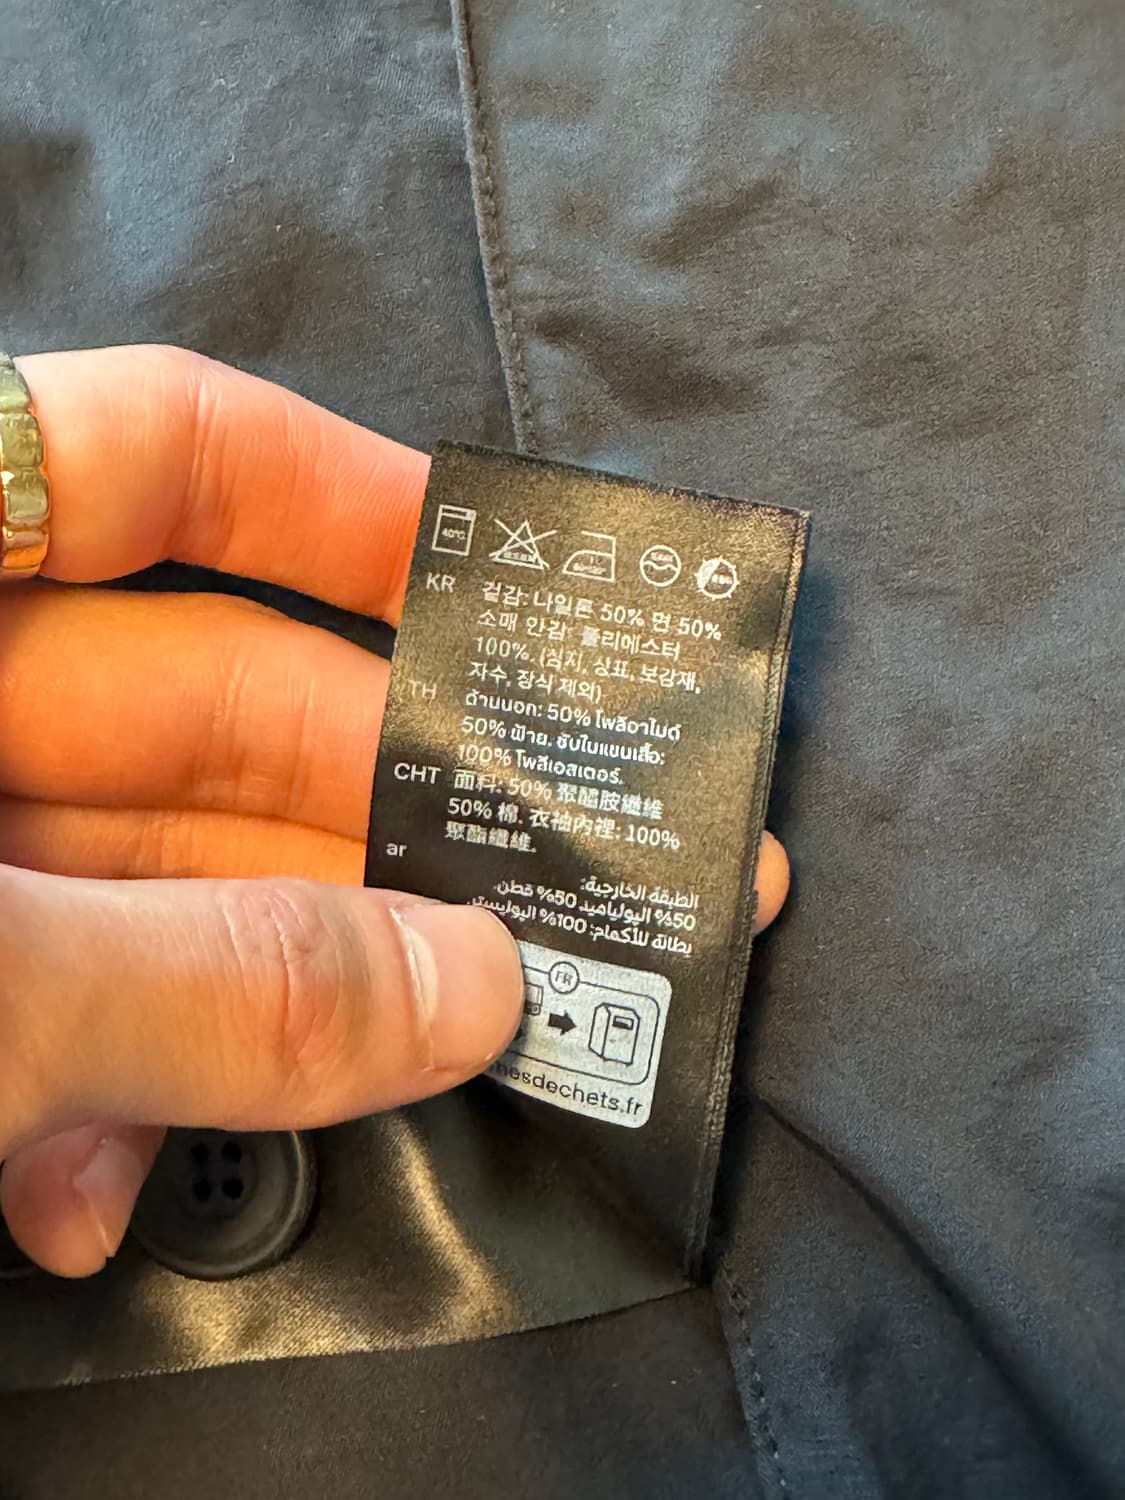 40°C
KR
겉감: 나일론 50% 면 50%
소매 안감: 폴리에스터
100%. (심지, 상표, 보강재,
자수, 장식 제외)
TH
ด้านนอก: 50% โพลีอาไมด์
50% ฝ้าย. ซับในแขนเสื้อ:
100% โพลีเอสเตอร์.
CHT
面料: 50% 聚醯胺纖維
50% 棉. 衣袖內裡: 100%
聚酯纖維.
ar
الطبقة الخارجية:
50% البولياميد 50% قطن.
بطانة للأكمام: 100% البوليستر.
FR
mesdechets.fr